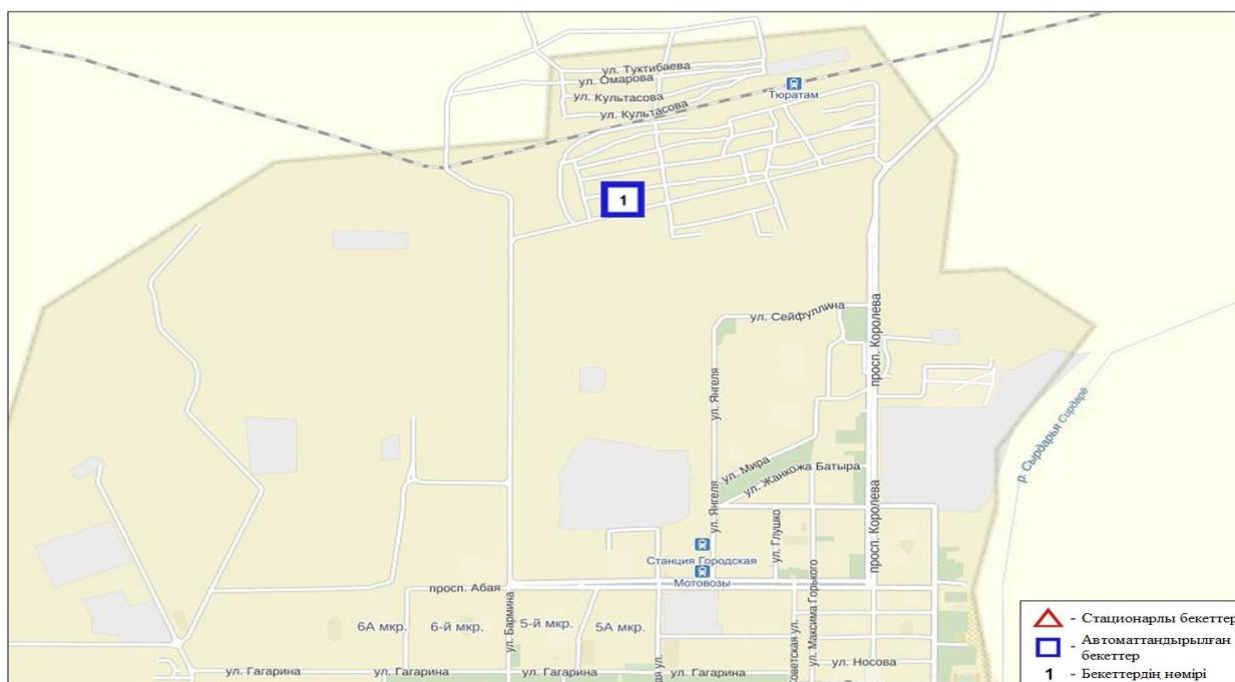 ул. Туктибаева
ул. Омарова
ул. Культасова
ул. Культасова
Тюратам
1
ул. Сейфуллина
просп. Королева
ул. Янгеля
ул. Мира
ул. Жанкожа Батыра
р. Сырдарья Сирдарё
ул. Янгеля
ул. Глушко
просп. Королева
Станция Городская
Мотовозы
просп. Абая
ул. Бармина
ул. Максима Горького
6А мкр.
6-й мкр.
5-й мкр.
5А мкр.
ул. Носова
ул. Гагарина
ул. Гагарина
ул. Гагарина
- Стационарлы бекеттер
- Автоматтандырылған
бекеттер
1 - Бекеттердің нөмірі